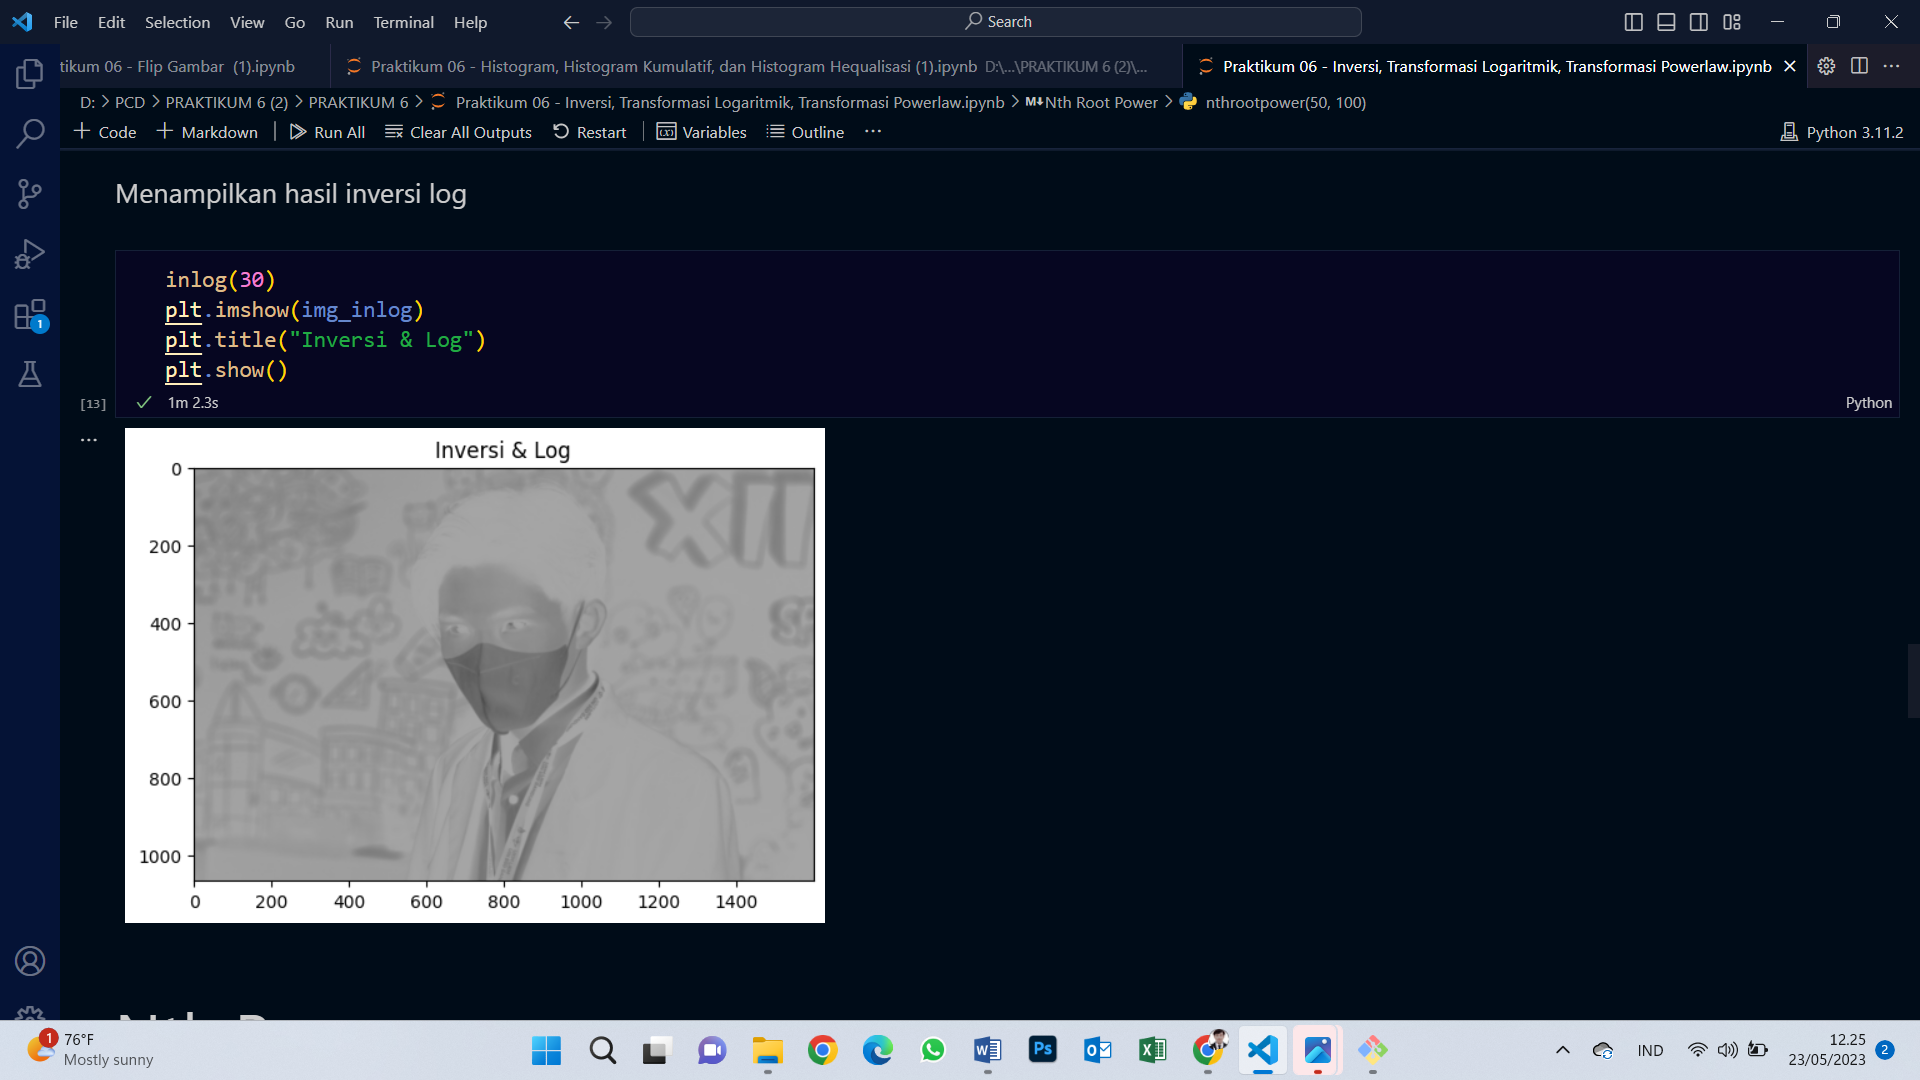 File Edit Selection View Go Run Terminal Help
Search
tikum 06 - Flip Gambar (1).ipynb
Praktikum 06 - Histogram, Histogram Kumulatif, dan Histogram Hequalisasi (1).ipynb D:\...\PRAKTIKUM 6 (2)\...
Praktikum 06 - Inversi, Transformasi Logaritmik, Transformasi Powerlaw.ipynb
D: > PCD > PRAKTIKUM 6 (2) > PRAKTIKUM 6 > Praktikum 06 - Inversi, Transformasi Logaritmik, Transformasi Powerlaw.ipynb > M↓Nth Root Power > nthrootpower(50, 100)
+ Code + Markdown | Run All Clear All Outputs Restart | Variables Outline ...
Python 3.11.2
Menampilkan hasil inversi log
inlog(30)
plt.imshow(img_inlog)
plt.title("Inversi & Log")
plt.show()
[13]
1m 2.3s
Python
Inversi & Log
0
200
400
600
800
1000
0 200 400 600 800 1000 1200 1400
XII
1
1
76°F
Mostly sunny
IND
12.25
23/05/2023
2